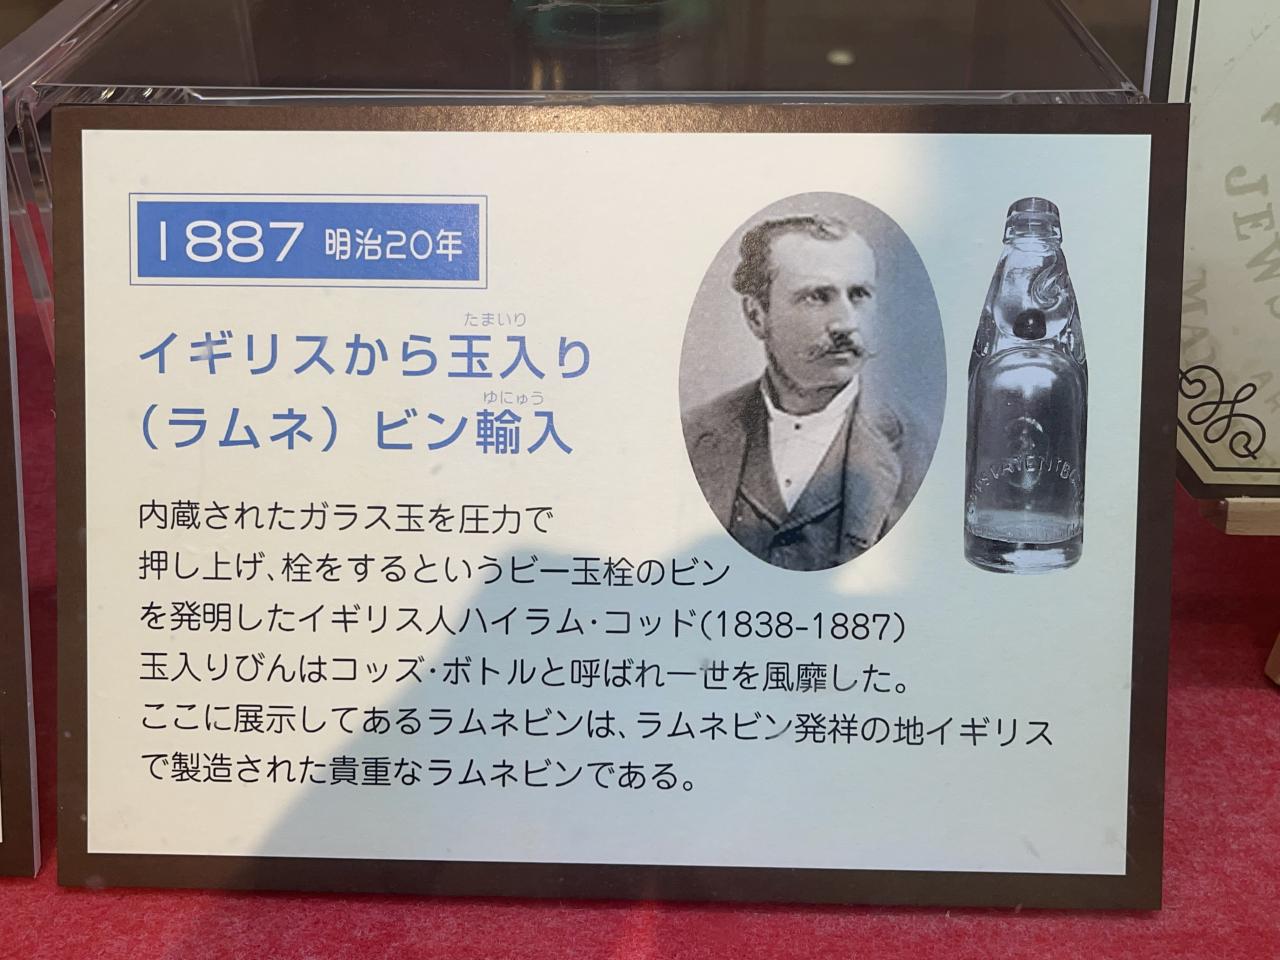 1887 明治20年
たまいり
イギリスから玉入り
ゆにゅう
（ラムネ）ビン輸入
内蔵されたガラス玉を圧力で
押し上げ、栓をするというビー玉栓のビン
を発明したイギリス人ハイラム・コッド(1838-1887)
玉入りびんはコッズ・ボトルと呼ばれ一世を風靡した。
ここに展示してあるラムネビンは、ラムネビン発祥の地イギリス
で製造された貴重なラムネビンである。